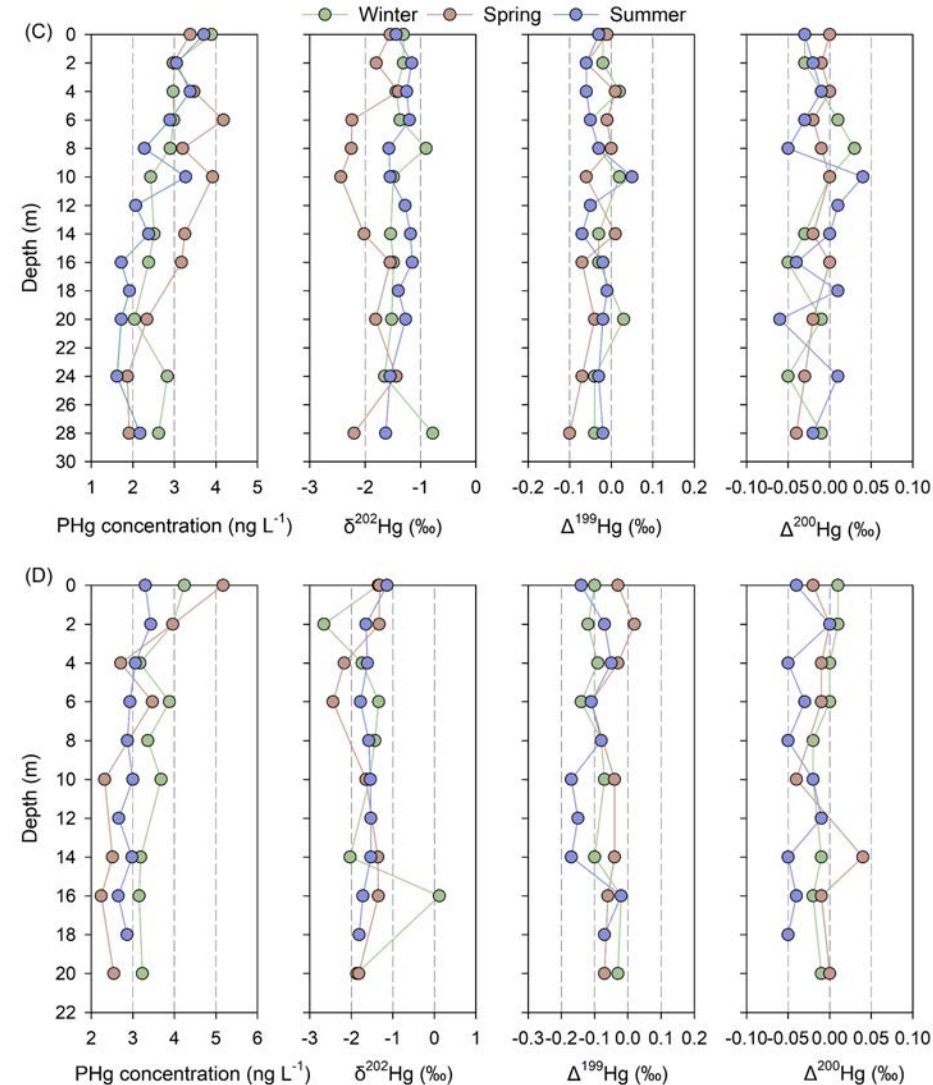 Winter Spring Summer
(C)
0
2
4
6
8
10
12
14
16
18
20
22
24
26
28
30
Depth (m)
1 2 3 4 5
-3 -2 -1 0
-0.2 -0.1 0.0 0.1 0.2
-0.10 -0.05 0.00 0.05 0.10
PHg concentration (ng L⁻¹) δ²⁰²Hg (‰) Δ¹⁹⁹Hg (‰) Δ²⁰⁰Hg (‰)
(D)
0
2
4
6
8
10
12
14
16
18
20
22
Depth (m)
2 3 4 5 6
-3 -2 -1 0 1
-0.3 -0.2 -0.1 0.0 0.1 0.2
-0.10 -0.05 0.00 0.05 0.10
PHg concentration (ng L⁻¹) δ²⁰²Hg (‰) Δ¹⁹⁹Hg (‰) Δ²⁰⁰Hg (‰)